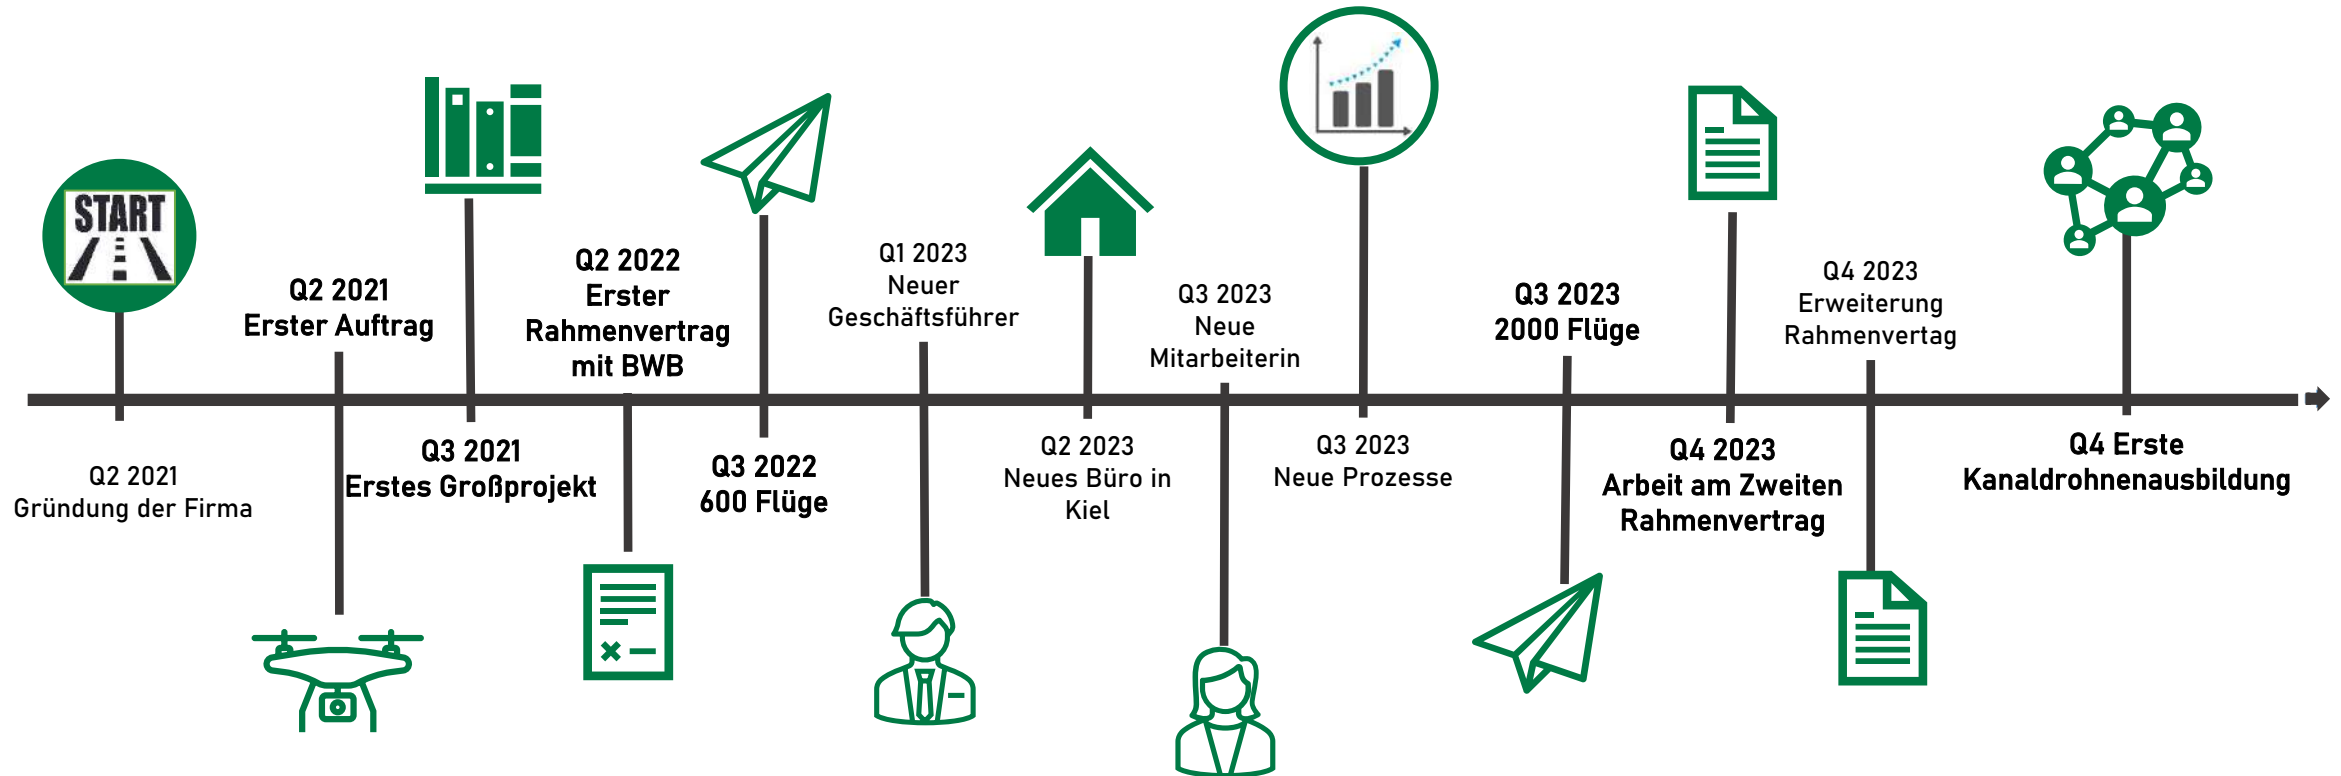 START
Q2 2021
Gründung der Firma
Q2 2021
Erster Auftrag
Q3 2021
Erstes Großprojekt
Q2 2022
Erster
Rahmenvertrag
mit BWB
Q3 2022
600 Flüge
Q1 2023
Neuer
Geschäftsführer
Q2 2023
Neues Büro in
Kiel
Q3 2023
Neue
Mitarbeiterin
Q3 2023
Neue Prozesse
Q3 2023
2000 Flüge
Q4 2023
Arbeit am Zweiten
Rahmenvertrag
Q4 2023
Erweiterung
Rahmenvertag
Q4 Erste
Kanaldrohnenausbildung